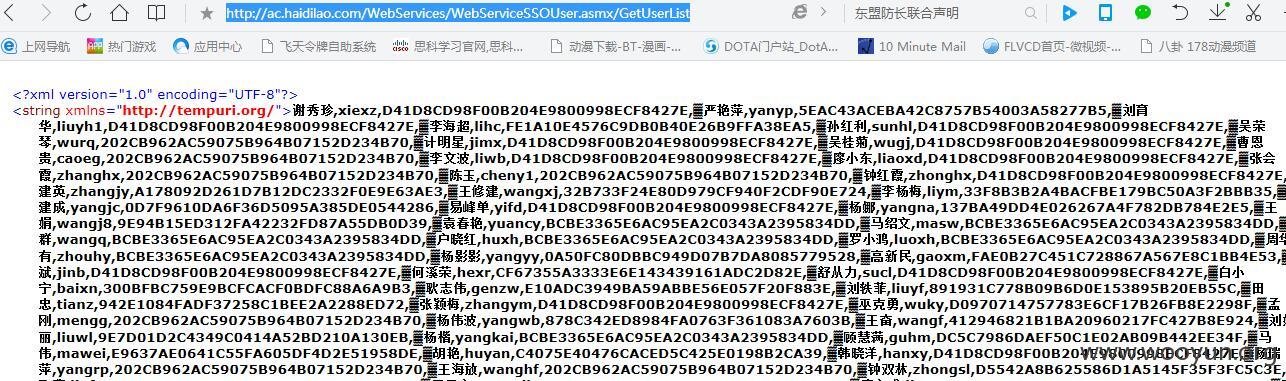 http://ac.haidilao.com/WebServices/WebServiceSSOUser.asmx/GetUserList
东盟防长联合声明
上网导航 热门游戏 应用中心 飞天令牌自助系统 思科学习官网,思科... 动漫下载-BT-漫画-... DOTA门户站_DotA... 10 Minute Mail FLVCD首页-微视频-... 八卦 178动漫频道
<?xml version="1.0" encoding="UTF-8"?>
<string xmlns="http://tempuri.org/">谢秀珍,xiexz,D41D8CD98F00B204E9800998ECF8427E,▓严艳萍,yanyp,5EAC43ACEBA42C8757B54003A58277B5,▓刘育
华,liuyh1,D41D8CD98F00B204E9800998ECF8427E,▓李海超,lihc,FE1A10E4576C9DB0B40E26B9FFA38EA5,▓孙红利,sunhl,D41D8CD98F00B204E9800998ECF8427E,▓吴荣
琴,wurq,202CB962AC59075B964B07152D234B70,▓计明星,jimx,D41D8CD98F00B204E9800998ECF8427E,▓吴桂菊,wugj,D41D8CD98F00B204E9800998ECF8427E,▓曹恩
贵,caoeg,202CB962AC59075B964B07152D234B70,▓李文波,liwb,D41D8CD98F00B204E9800998ECF8427E,▓廖小东,liaoxd,D41D8CD98F00B204E9800998ECF8427E,▓张会
霞,zhanghx,202CB962AC59075B964B07152D234B70,▓陈玉,cheny1,202CB962AC59075B964B07152D234B70,▓钟红霞,zhonghx,D41D8CD98F00B204E9800998ECF8427E,▓张
建英,zhangjy,A178092D261D7B12DC2332F0E9E63AE3,▓王修建,wangxj,32B733F24E80D979CF940F2CDF90E724,▓李杨梅,liym,33F8B3B2A4BACFBE179BC50A3F2BBB35,▓
建成,yangjc,0D7F9610DA6F36D5095A385DE0544286,▓易峰单,yifd,D41D8CD98F00B204E9800998ECF8427E,▓杨娜,yangna,137BA49DD4E026267A4F782DB784E2E5,▓王
娟,wangj8,9E94B15ED312FA42232FD87A55DB0D39,▓袁春艳,yuancy,BCBE3365E6AC95EA2C0343A2395834DD,▓马绍文,masw,BCBE3365E6AC95EA2C0343A2395834DD,▓
群,wangq,BCBE3365E6AC95EA2C0343A2395834DD,▓户晓红,huxh,BCBE3365E6AC95EA2C0343A2395834DD,▓罗小鸿,luoxh,BCBE3365E6AC95EA2C0343A2395834DD,▓周华
有,zhouhy,BCBE3365E6AC95EA2C0343A2395834DD,▓杨影影,yangyy,0A50FC80DBBC949D07B7DA8085779528,▓高新民,gaoxm,FAE0B27C451C728867A567E8C1BB4E53,▓
斌,jinb,D41D8CD98F00B204E9800998ECF8427E,▓何溪荣,hexr,CF67355A3333E6E143439161ADC2D82E,▓舒从力,sucl,D41D8CD98F00B204E9800998ECF8427E,▓白小
宁,baixn,300BFBC759E9BCFCACF0BDFC88A6A9B3,▓耿志伟,genzw,E10ADC3949BA59ABBE56E057F20F883E,▓刘轶菲,liuyf,891931C778B09B6D0E153895B20EB55C,▓田
忠,tianz,942E1084FADF37258C1BEE2A2288ED72,▓张颖梅,zhangym,D41D8CD98F00B204E9800998ECF8427E,▓巫克勇,wuky,D0970714757783E6CF17B26FB8E2298F,▓孟
刚,mengg,202CB962AC59075B964B07152D234B70,▓杨伟波,yangwb,878C342ED8984FA0763F361083A7603B,▓王奋,wangf,412946821B1BA20960217FC427B8E924,▓刘
丽,liuwl,9E7D01D2C4349C0414A52BD210A130EB,▓杨楷,yangkai,BCBE3365E6AC95EA2C0343A2395834DD,▓顾慧满,guhm,DC5C7986DAEF50C1E02AB09B442EF34F,▓马
伟,mawei,E9637AE0641C55FA605DF4D2E51958DE,▓胡艳,huyan,C4075E40476CACED5C425E0198B2CA39,▓韩晓洋,hanxy,D41D8CD98F00B204E9800998ECF8427E,▓
萍,yangrp,202CB962AC59075B964B07152D234B70,▓王海放,wanghf,202CB962AC59075B964B07152D234B70,▓钟双林,zhongsl,D5542A8B625586D1A5145F35F3FC5C3E
www.wooyun.org